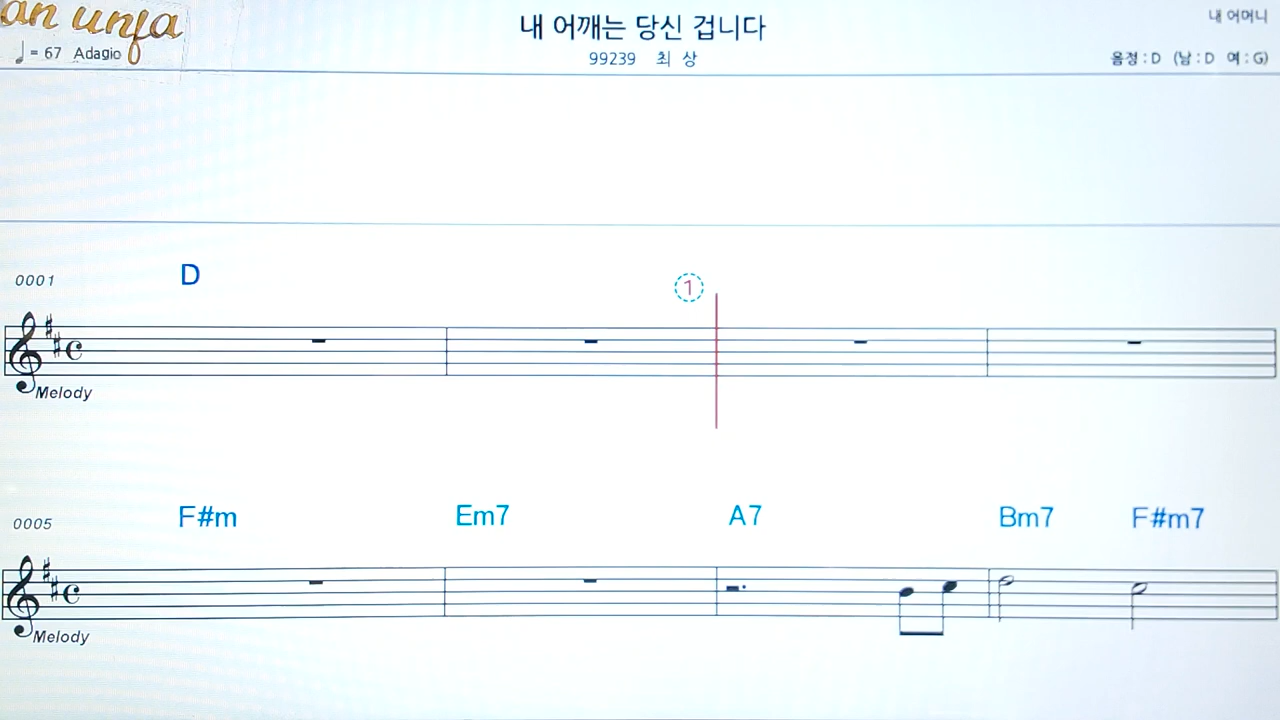 an unja
내 어깨는 당신 겁니다
내 어머니
♩ = 67 Adagio
99239 최 상
음정 : D (남 : D 여 : G)
0001 D ①
Melody
0005 F#m Em7 A7 Bm7 F#m7
Melody